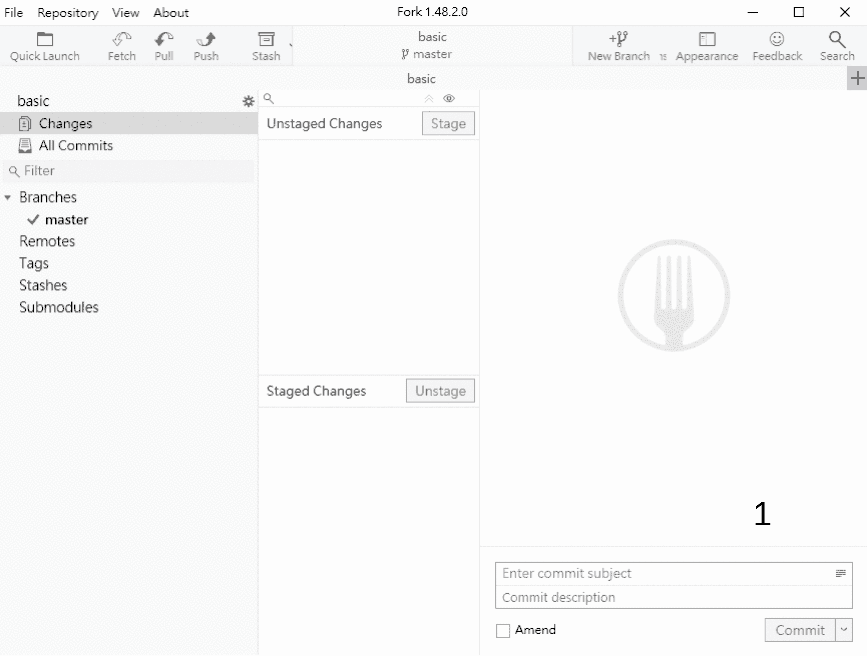 File Repository View About Fork 1.48.2.0
Quick Launch Fetch Pull Push Stash
basic
master
New Branch Appearance Feedback Search
basic
basic
Changes
All Commits
Filter
Branches
master
Remotes
Tags
Stashes
Submodules
Unstaged Changes Stage
Staged Changes Unstage
1
Enter commit subject
Commit description
Amend Commit